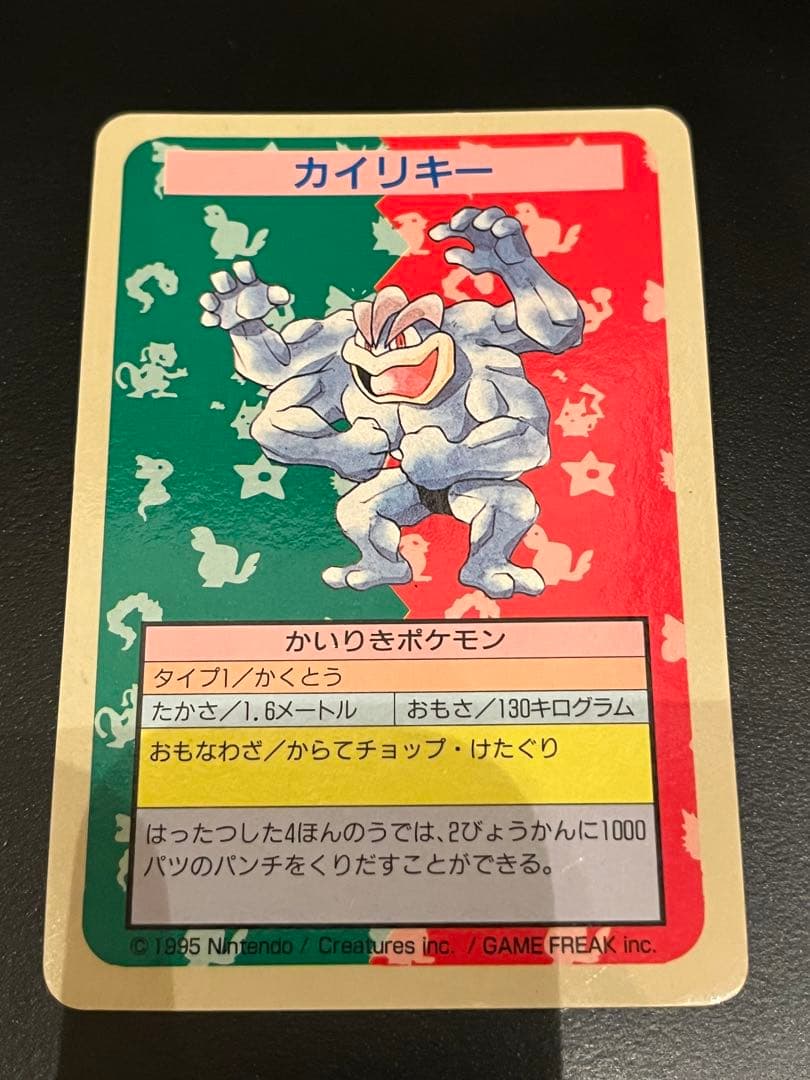 カイリキー
かいりきポケモン
タイプ1／かくとう
たかさ／1.6メートル おもさ／130キログラム
おもなわざ／からてチョップ・けたぐり
はったつした4ほんのうでは、2びょうかんに1000
パツのパンチをくりだすことができる。
© 1995 Nintendo / Creatures inc. / GAME FREAK inc.